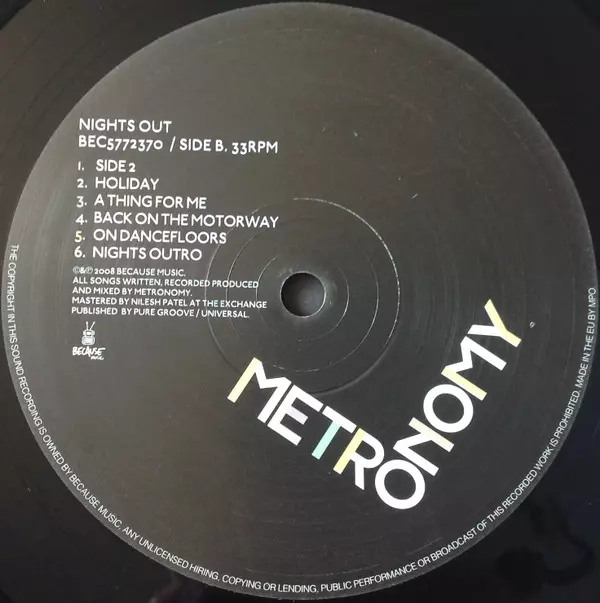 NIGHTS OUT
BEC5772370 / SIDE B, 33RPM
1. SIDE 2
2. HOLIDAY
3. A THING FOR ME
4. BACK ON THE MOTORWAY
5. ON DANCEFLOORS
6. NIGHTS OUTRO
©&℗ 2008 BECAUSE MUSIC.
ALL SONGS WRITTEN, RECORDED PRODUCED
AND MIXED BY METRONOMY.
MASTERED BY NILESH PATEL AT THE EXCHANGE
PUBLISHED BY PURE GROOVE / UNIVERSAL.
BECAUSE
MUSIC
METRONOMY
THE COPYRIGHT IN THIS SOUND RECORDING IS OWNED BY BECAUSE MUSIC. ANY UNLICENSED HIRING, COPYING OR LENDING, PUBLIC PERFORMANCE OR BROADCAST OF THIS RECORDED WORK IS PROHIBITED. MADE IN THE EU BY MPO.